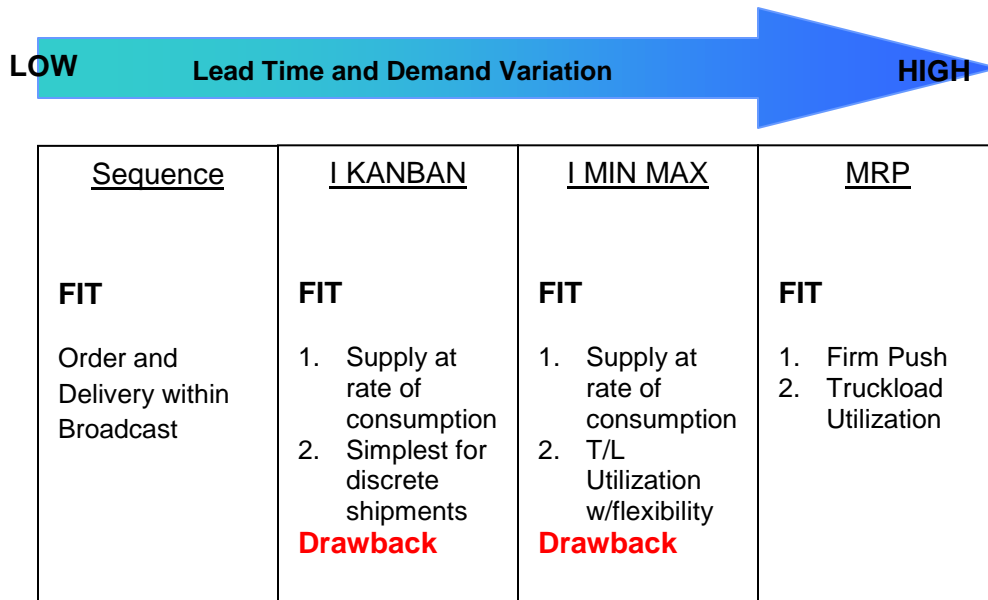 LOW
Lead Time and Demand Variation
HIGH
Sequence
FIT
Order and
Delivery within
Broadcast
I KANBAN
FIT
1. Supply at
rate of
consumption
2. Simplest for
discrete
shipments
Drawback
I MIN MAX
FIT
1. Supply at
rate of
consumption
2. T/L
Utilization
w/flexibility
Drawback
MRP
FIT
1. Firm Push
2. Truckload
Utilization